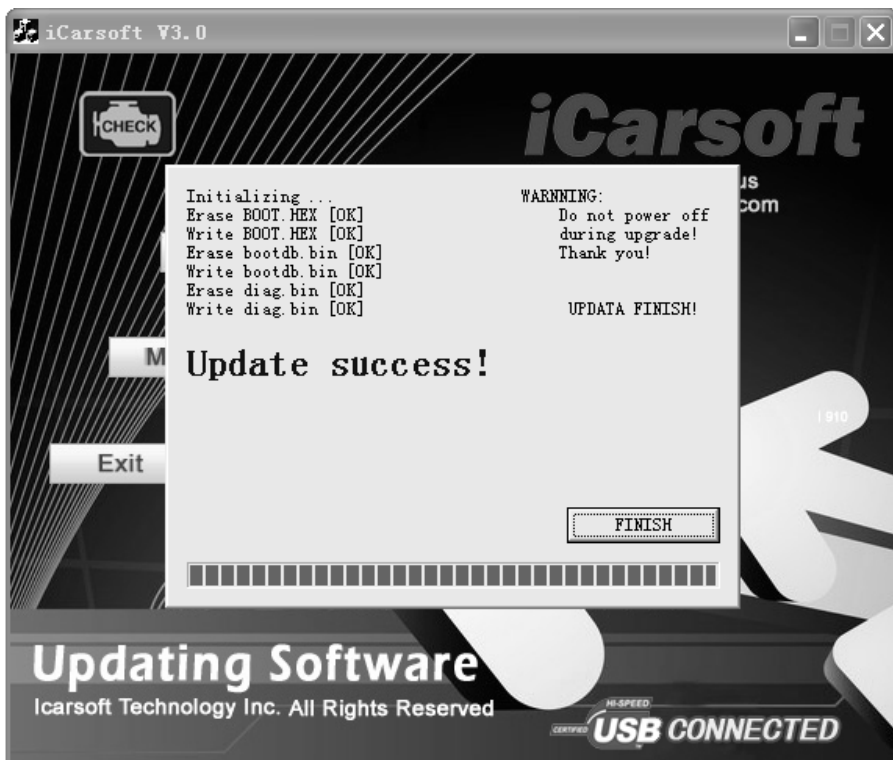 iCarsoft V3.0
CHECK
iCarsoft
us
com
Initializing ...
Erase BOOT.HEX [OK]
Write BOOT.HEX [OK]
Erase bootdb.bin [OK]
Write bootdb.bin [OK]
Erase diag.bin [OK]
Write diag.bin [OK]
WARNNING:
Do not power off
during upgrade!
Thank you!
UPDATA FINISH!
Update success!
M
i 910
Exit
FINISH
Updating Software
Icarsoft Technology Inc. All Rights Reserved
HI-SPEED
CERTIFIED USB CONNECTED